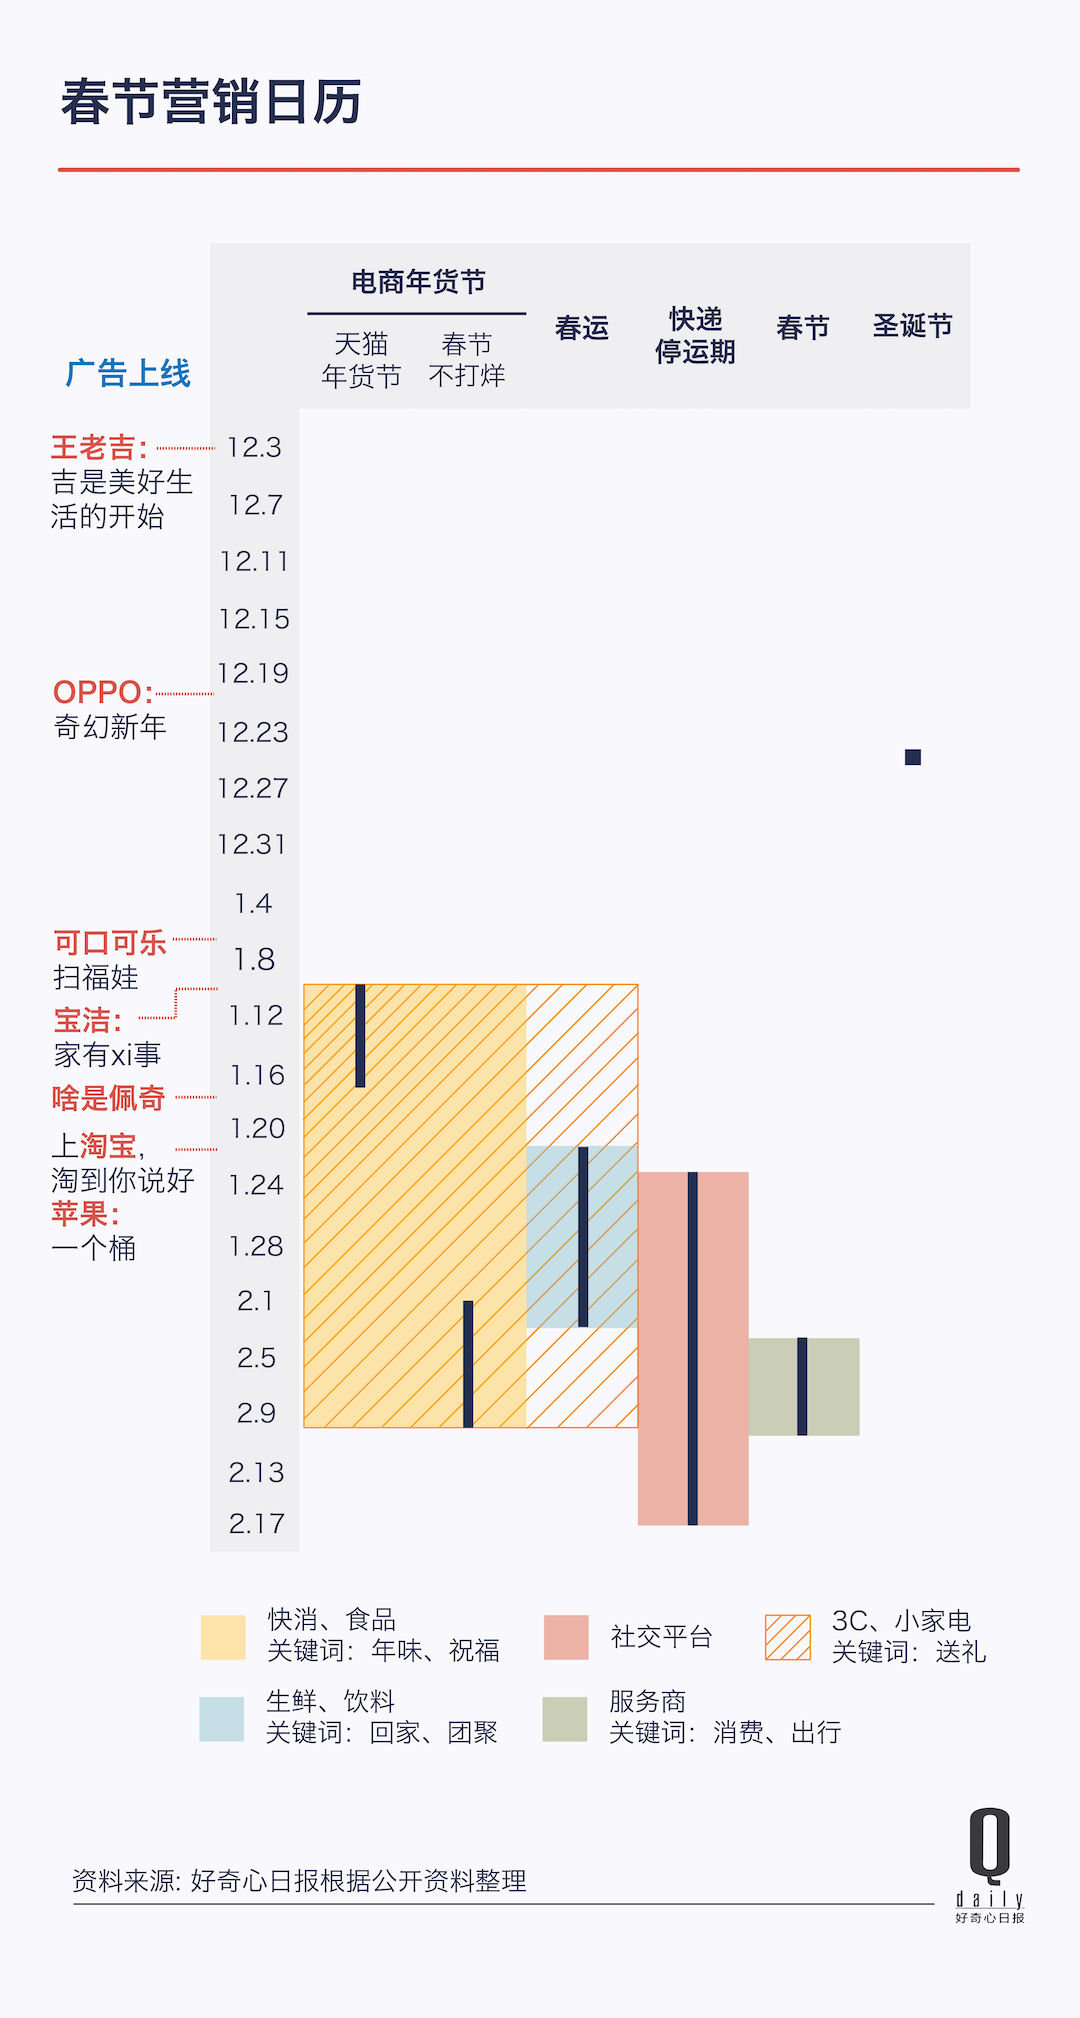 春节营销日历
电商年货节
天猫
年货节
春节
不打烊
春运
快递
停运期
春节
圣诞节
广告上线
王老吉：
吉是美好生
活的开始
OPPO：
奇幻新年
可口可乐
扫福娃
宝洁：
家有xi事
啥是佩奇
上淘宝，
淘到你说好
苹果：
一个桶
12.3
12.7
12.11
12.15
12.19
12.23
12.27
12.31
1.4
1.8
1.12
1.16
1.20
1.24
1.28
2.1
2.5
2.9
2.13
2.17
快消、食品
关键词：年味、祝福
社交平台
3C、小家电
关键词：送礼
生鲜、饮料
关键词：回家、团聚
服务商
关键词：消费、出行
资料来源: 好奇心日报根据公开资料整理
Q
daily
好奇心日报